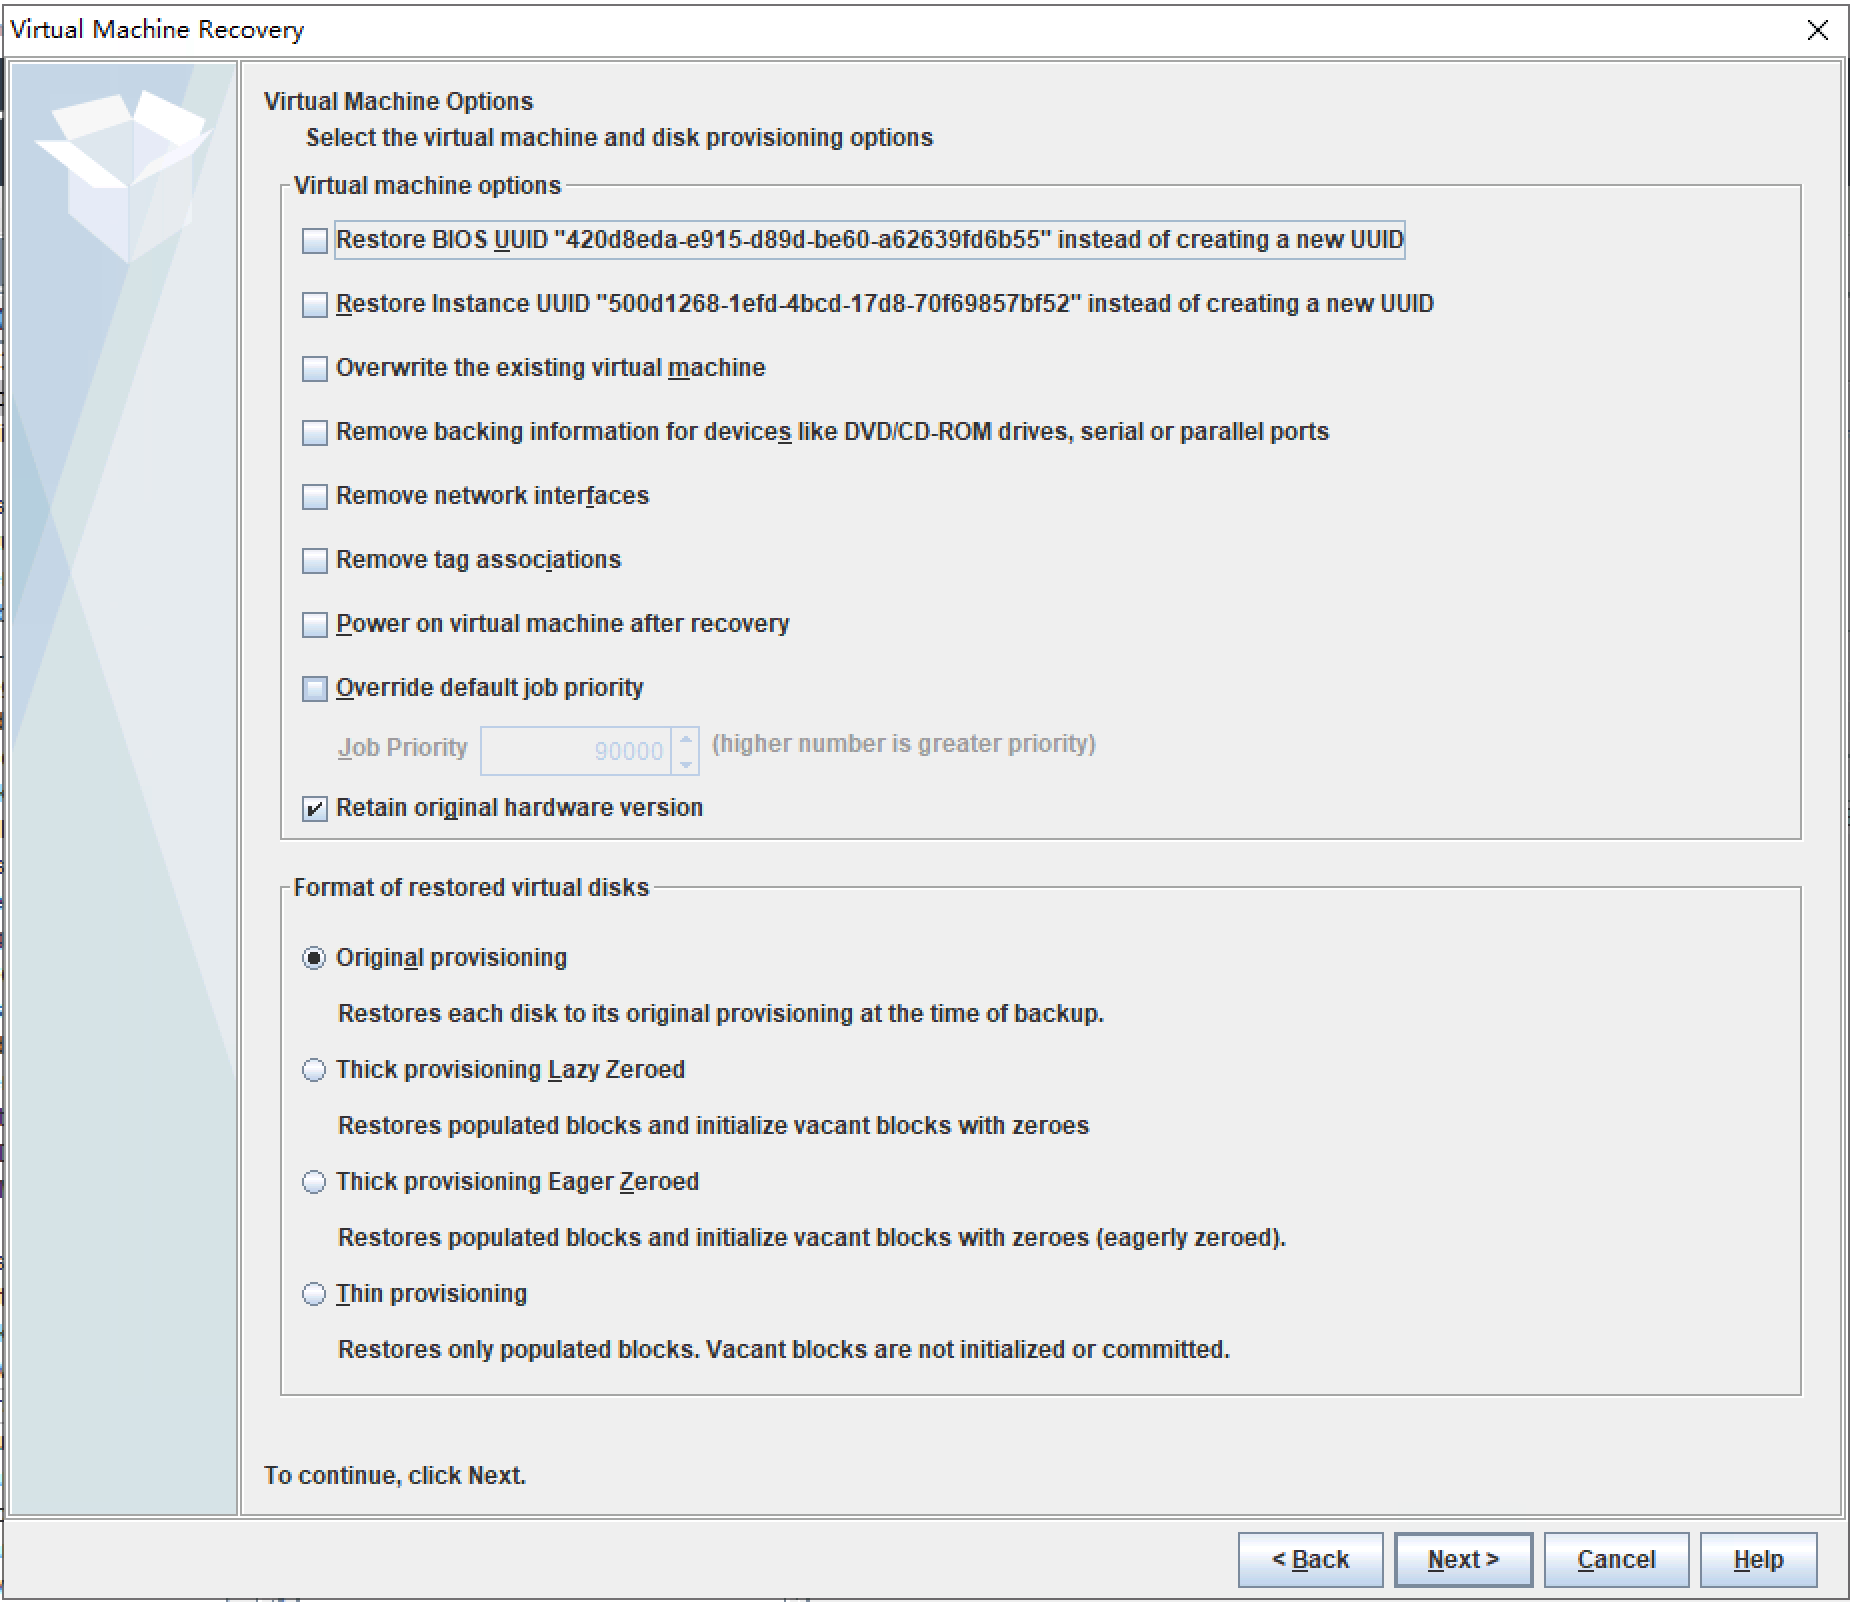 Virtual Machine Recovery
Virtual Machine Options
Select the virtual machine and disk provisioning options
Virtual machine options
Restore BIOS UUID "420d8eda-e915-d89d-be60-a62639fd6b55" instead of creating a new UUID
Restore Instance UUID "500d1268-1efd-4bcd-17d8-70f69857bf52" instead of creating a new UUID
Overwrite the existing virtual machine
Remove backing information for devices like DVD/CD-ROM drives, serial or parallel ports
Remove network interfaces
Remove tag associations
Power on virtual machine after recovery
Override default job priority
Job Priority 90000 (higher number is greater priority)
Retain original hardware version
Format of restored virtual disks
Original provisioning
Restores each disk to its original provisioning at the time of backup.
Thick provisioning Lazy Zeroed
Restores populated blocks and initialize vacant blocks with zeroes
Thick provisioning Eager Zeroed
Restores populated blocks and initialize vacant blocks with zeroes (eagerly zeroed).
Thin provisioning
Restores only populated blocks. Vacant blocks are not initialized or committed.
To continue, click Next.
< Back Next > Cancel Help